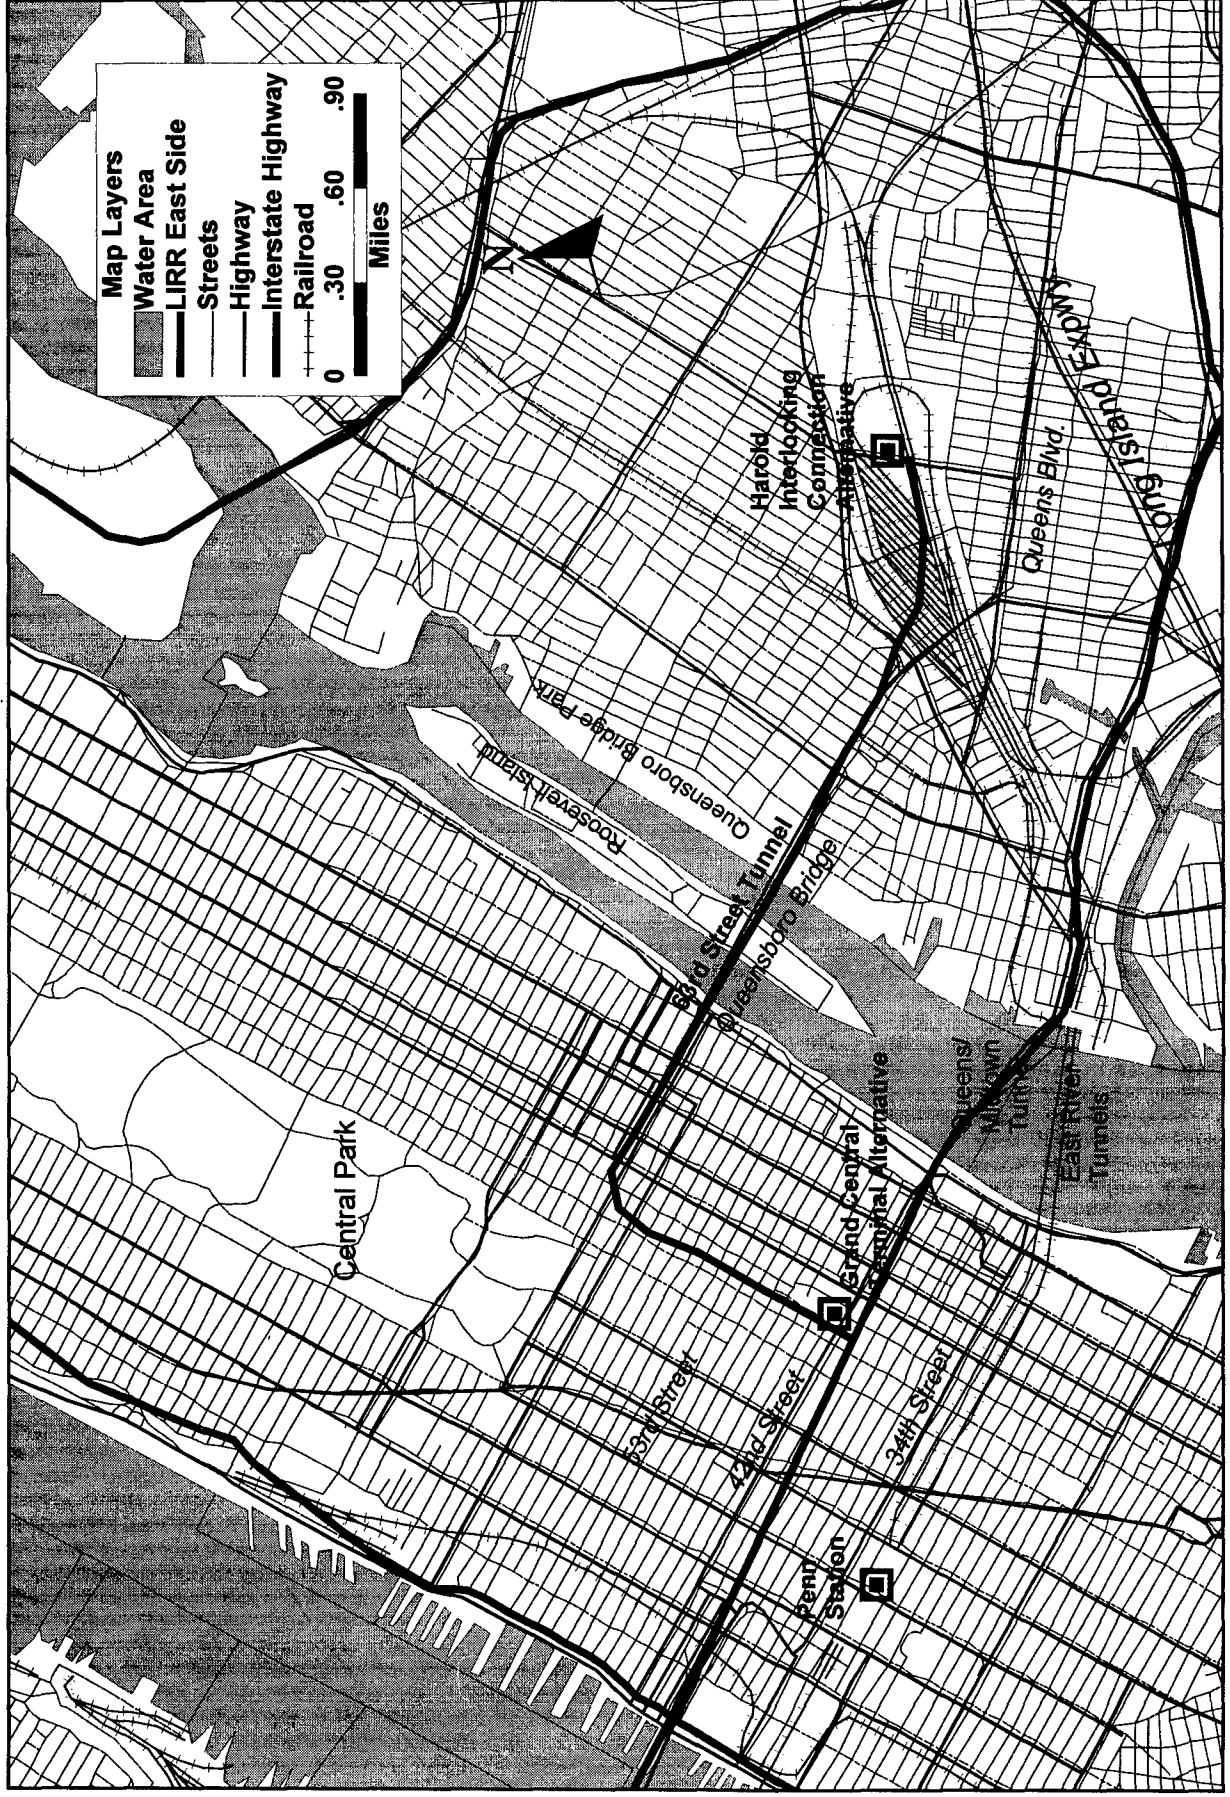 Map Layers
Water Area
LIRR East Side
Streets
Highway
Interstate Highway
Railroad
0 .30 .60 .90
Miles
N
Central Park
Roosevelt Island
Queensboro Bridge Park
63rd Street Tunnel
Queensboro Bridge
Harold
Interlocking
Connection
Alternative
Queens Blvd.
Long Island Expwy.
Grand Central
Terminal Alternative
Queens/
Midtown
Tunnel
East River
Tunnels
53rd Street
42nd Street
34th Street
Penn
Station